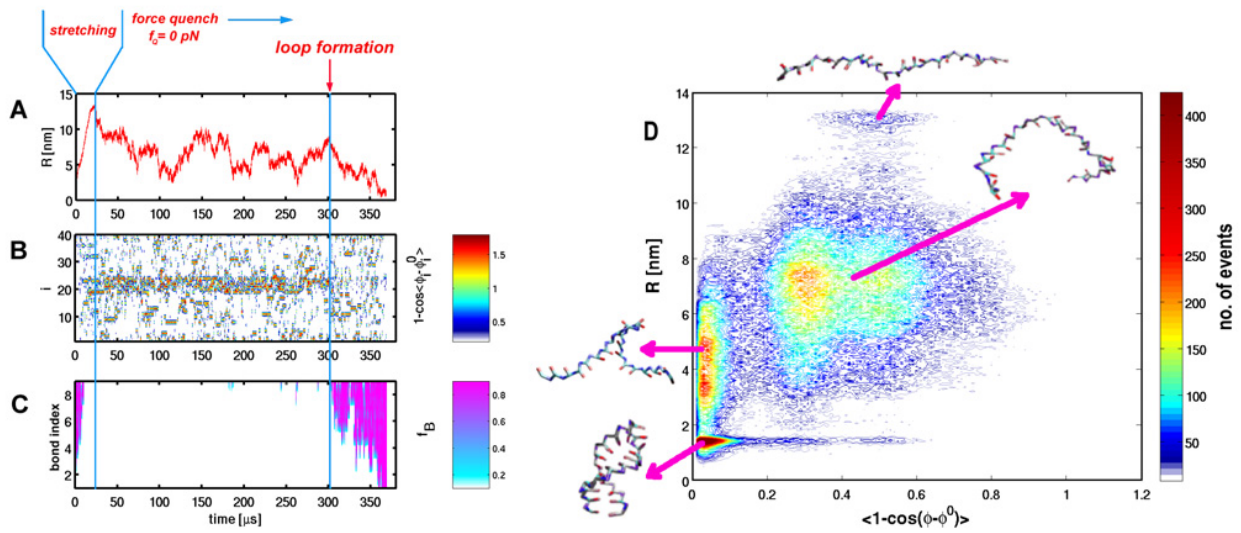 stretching
force quench
fQ= 0 pN
loop formation
A
R [nm]
15
10
5
0
0 50 100 150 200 250 300 350
B
i
40
30
20
10
0 50 100 150 200 250 300 350
1-cos<ϕi-ϕi0>
1.5
1
0.5
C
bond index
8
6
4
2
0 50 100 150 200 250 300 350
time [μs]
fB
0.8
0.6
0.4
0.2
D
R [nm]
14
12
10
8
6
4
2
0
0 0.2 0.4 0.6 0.8 1 1.2
<1-cos(ϕ-ϕ0)>
no. of events
400
350
300
250
200
150
100
50